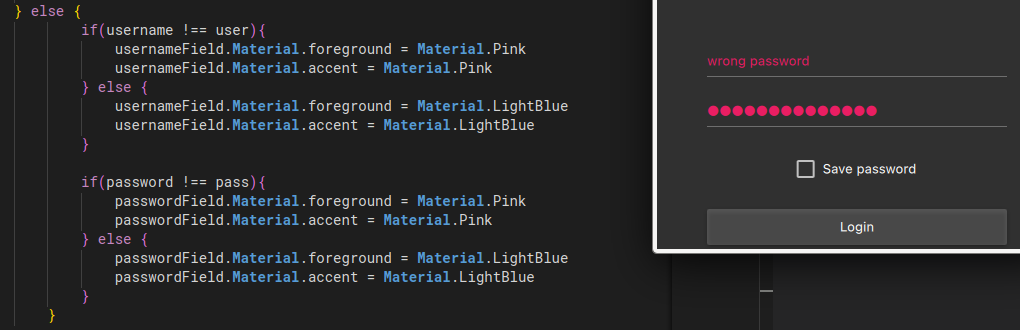 } else {
if(username !== user){
usernameField.Material.foreground = Material.Pink
usernameField.Material.accent = Material.Pink
} else {
usernameField.Material.foreground = Material.LightBlue
usernameField.Material.accent = Material.LightBlue
}
if(password !== pass){
passwordField.Material.foreground = Material.Pink
passwordField.Material.accent = Material.Pink
} else {
passwordField.Material.foreground = Material.LightBlue
passwordField.Material.accent = Material.LightBlue
}
}
wrong password
●●●●●●●●●●●●●●
Save password
Login